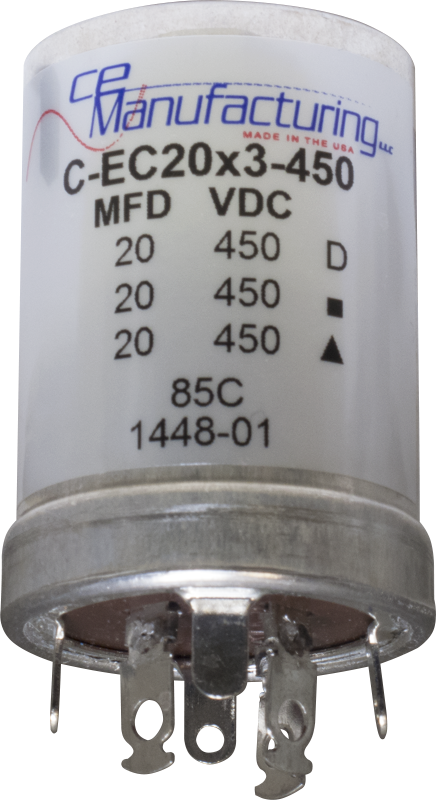 ce
Manufacturing LLC
MADE IN THE USA
C-EC20x3-450
MFD VDC
20 450 D
20 450 ■
20 450 ▲
85C
1448-01